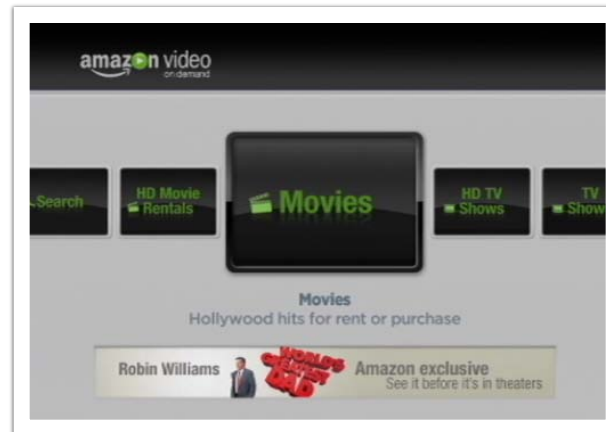 amazon video
on demand
Search
HD Movie
Rentals
Movies
HD TV
Shows
TV
Show
Movies
Hollywood hits for rent or purchase
Robin Williams
WORLD'S
GREATEST
DAD
Amazon exclusive
See it before it's in theaters